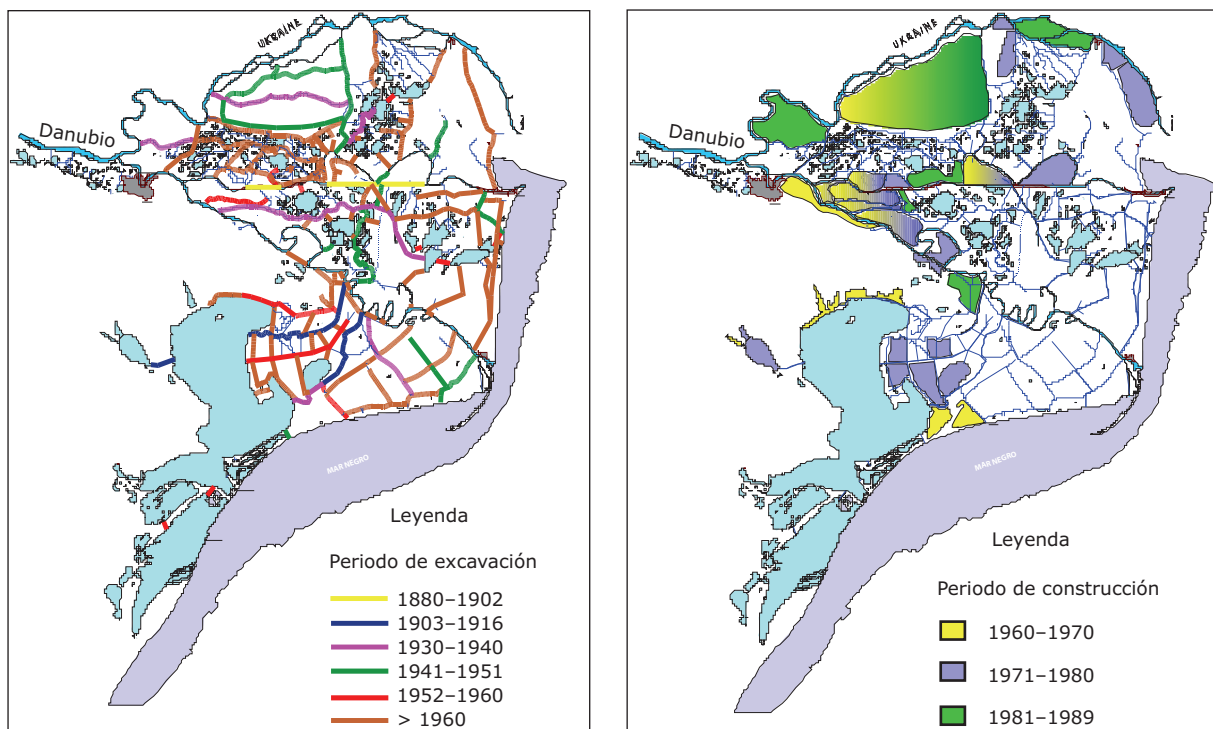 UKRAINE
Danubio
MAR NEGRO
Leyenda
Periodo de excavación
1880–1902
1903–1916
1930–1940
1941–1951
1952–1960
> 1960
UKRAINE
Danubio
MAR NEGRO
Leyenda
Periodo de construcción
1960–1970
1971–1980
1981–1989